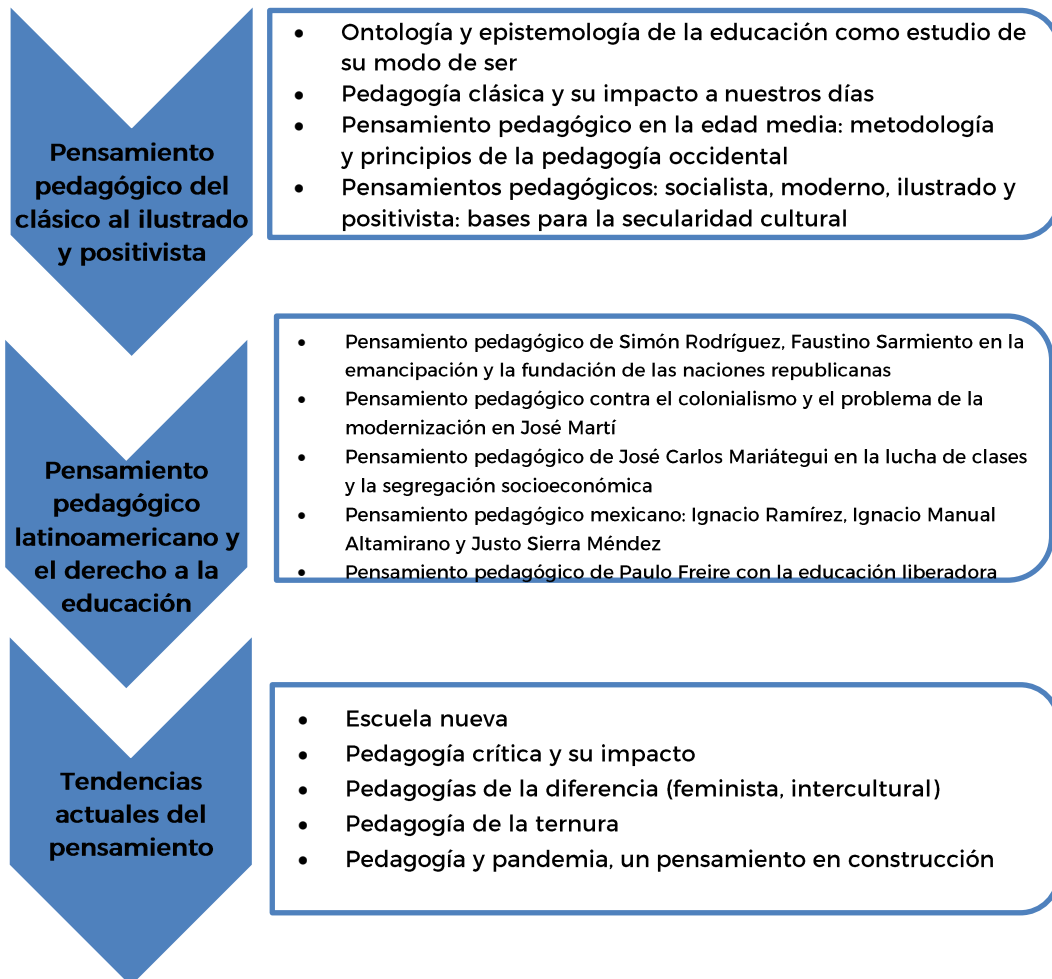 Pensamiento
pedagógico del
clásico al ilustrado
y positivista
• Ontología y epistemología de la educación como estudio de
su modo de ser
• Pedagogía clásica y su impacto a nuestros días
• Pensamiento pedagógico en la edad media: metodología
y principios de la pedagogía occidental
• Pensamientos pedagógicos: socialista, moderno, ilustrado y
positivista: bases para la secularidad cultural
Pensamiento
pedagógico
latinoamericano y
el derecho a la
educación
• Pensamiento pedagógico de Simón Rodríguez, Faustino Sarmiento en la
emancipación y la fundación de las naciones republicanas
• Pensamiento pedagógico contra el colonialismo y el problema de la
modernización en José Martí
• Pensamiento pedagógico de José Carlos Mariátegui en la lucha de clases
y la segregación socioeconómica
• Pensamiento pedagógico mexicano: Ignacio Ramírez, Ignacio Manual
Altamirano y Justo Sierra Méndez
• Pensamiento pedagógico de Paulo Freire con la educación liberadora
Tendencias
actuales del
pensamiento
• Escuela nueva
• Pedagogía crítica y su impacto
• Pedagogías de la diferencia (feminista, intercultural)
• Pedagogía de la ternura
• Pedagogía y pandemia, un pensamiento en construcción